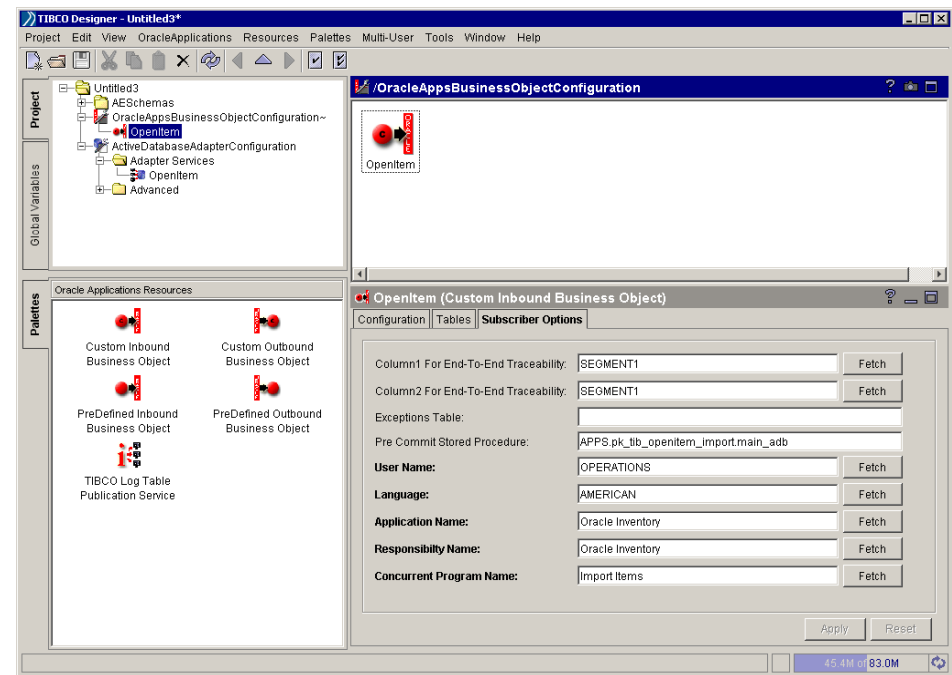 TIBCO Designer - Untitled3*
Project Edit View OracleApplications Resources Palettes Multi-User Tools Window Help
Project
Global Variables
Untitled3
AESchemas
OracleAppsBusinessObjectConfiguration~
OpenItem
ActiveDatabaseAdapterConfiguration
Adapter Services
OpenItem
Advanced
/OracleAppsBusinessObjectConfiguration
OpenItem
Palettes
Oracle Applications Resources
Custom Inbound
Business Object
Custom Outbound
Business Object
PreDefined Inbound
Business Object
PreDefined Outbound
Business Object
TIBCO Log Table
Publication Service
OpenItem (Custom Inbound Business Object)
Configuration Tables Subscriber Options
Column1 For End-To-End Traceability: SEGMENT1 Fetch
Column2 For End-To-End Traceability: SEGMENT1 Fetch
Exceptions Table:
Pre Commit Stored Procedure: APPS.pk_tib_openitem_import.main_adb
User Name: OPERATIONS Fetch
Language: AMERICAN Fetch
Application Name: Oracle Inventory Fetch
Responsibilty Name: Oracle Inventory Fetch
Concurrent Program Name: Import Items Fetch
Apply Reset
45.4M of 83.0M